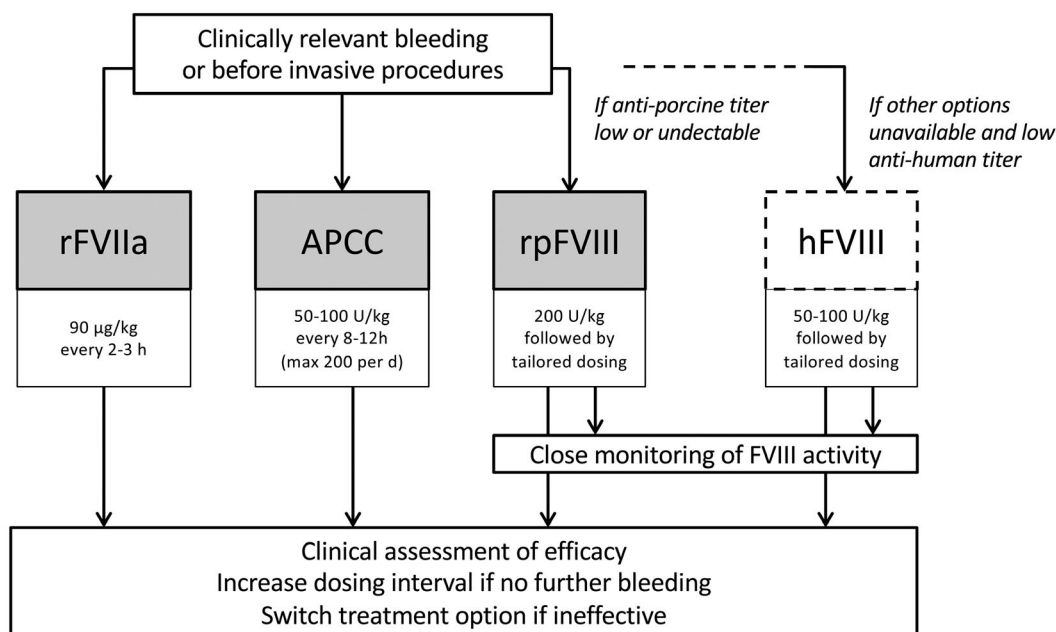 Clinically relevant bleeding
or before invasive procedures
If anti-porcine titer
low or undectable
If other options
unavailable and low
anti-human titer
rFVIIa
APCC
rpFVIII
hFVIII
90 µg/kg
every 2-3 h
50-100 U/kg
every 8-12h
(max 200 per d)
200 U/kg
followed by
tailored dosing
50-100 U/kg
followed by
tailored dosing
Close monitoring of FVIII activity
Clinical assessment of efficacy
Increase dosing interval if no further bleeding
Switch treatment option if ineffective